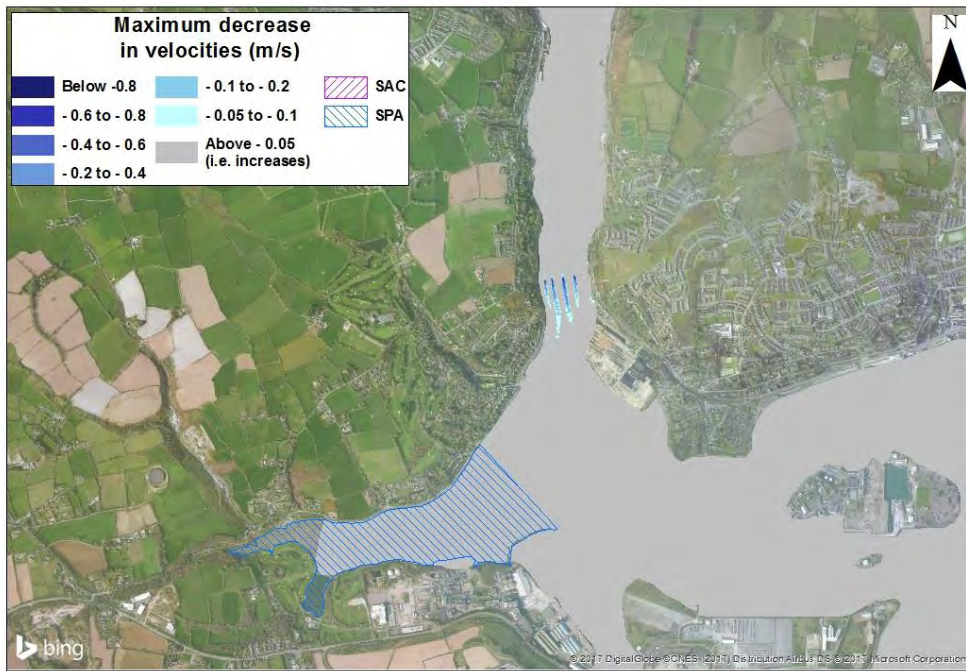 Maximum decrease
in velocities (m/s)
Below -0.8
- 0.6 to - 0.8
- 0.4 to - 0.6
- 0.2 to - 0.4
- 0.1 to - 0.2
- 0.05 to - 0.1
Above - 0.05
(i.e. increases)
SAC
SPA
N
bing
© 2017 DigitalGlobe ©CNES (2017) Distribution Airbus DS © 2017 Microsoft Corporation